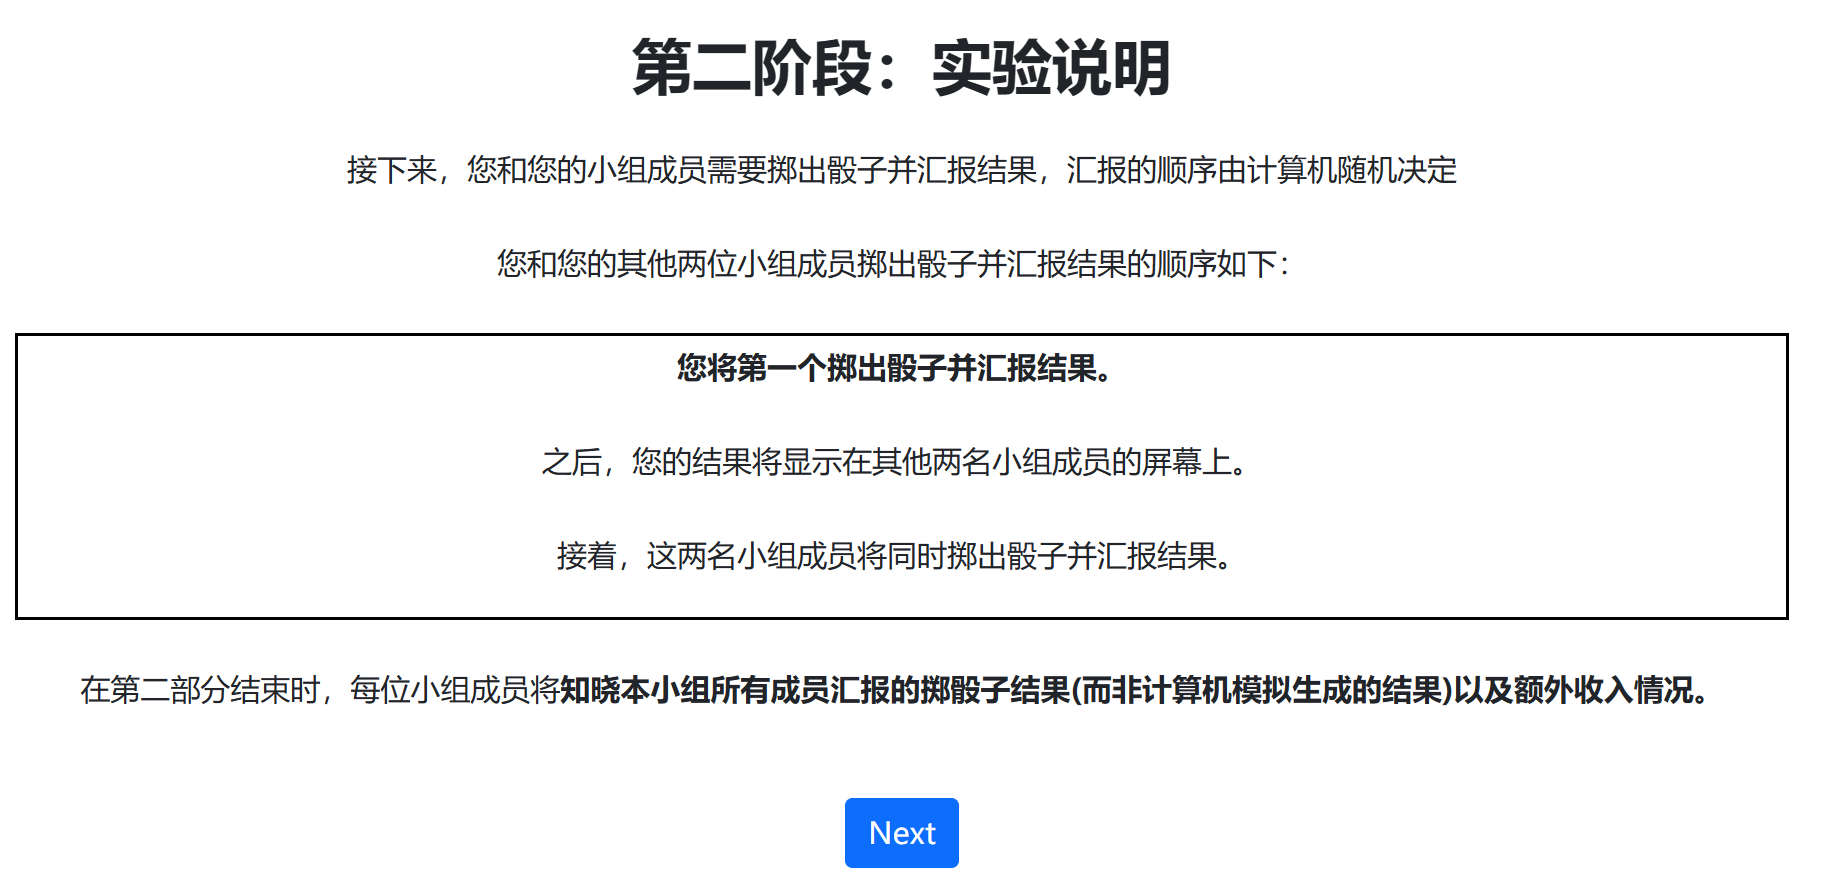 第二阶段：实验说明
接下来，您和您的小组成员需要掷出骰子并汇报结果，汇报的顺序由计算机随机决定
您和您的其他两位小组成员掷出骰子并汇报结果的顺序如下：
您将第一个掷出骰子并汇报结果。
之后，您的结果将显示在其他两名小组成员的屏幕上。
接着，这两名小组成员将同时掷出骰子并汇报结果。
在第二部分结束时，每位小组成员将知晓本小组所有成员汇报的掷骰子结果(而非计算机模拟生成的结果)以及额外收入情况。
Next